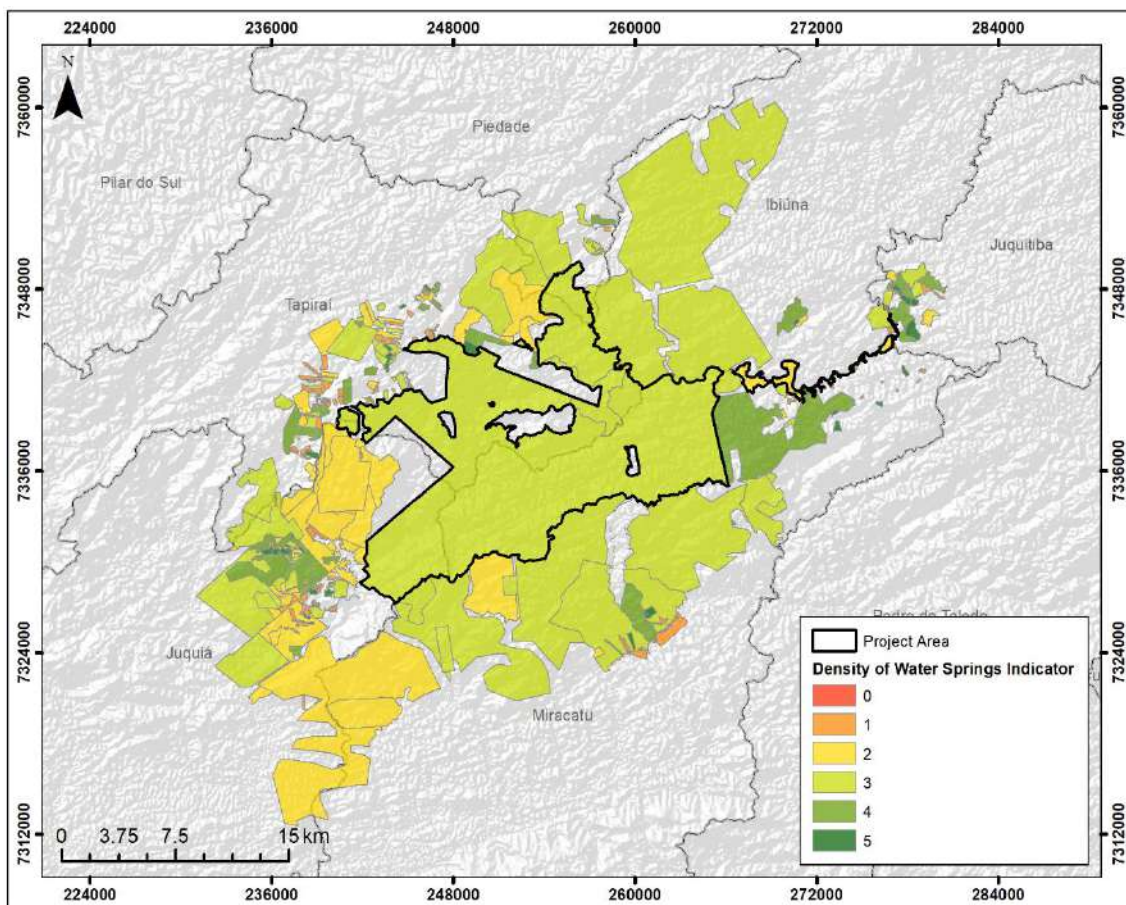 224000 236000 248000 260000 272000 284000
7360000 7360000
N
Piedade
Pilar do Sul
Ibiúna
Juquitiba
7348000 7348000
Tapiraí
7336000 7336000
Project Area
Density of Water Springs Indicator
0
1
2
3
4
5
7324000 7324000
Juquiá
Miracatu
7312000 7312000
0 3.75 7.5 15 km
224000 236000 248000 260000 272000 284000